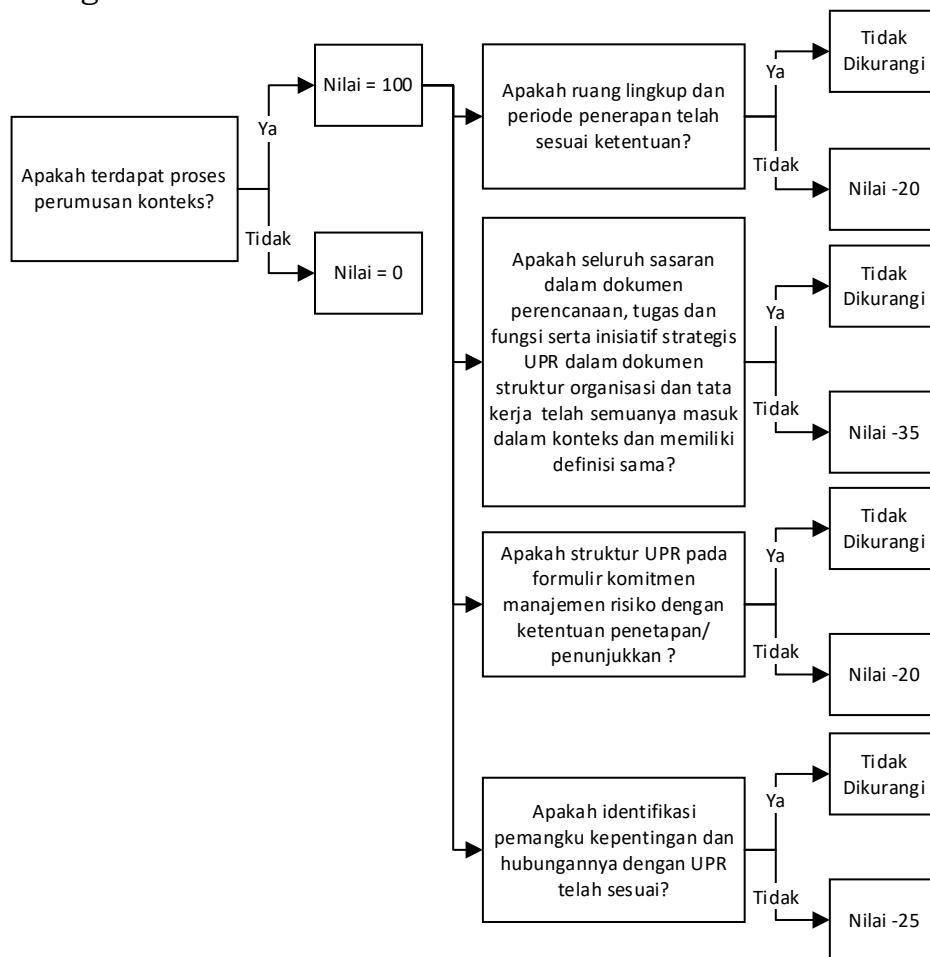 Apakah terdapat proses
perumusan konteks?
Ya
Tidak
Nilai = 100
Nilai = 0
Apakah ruang lingkup dan
periode penerapan telah
sesuai ketentuan?
Ya
Tidak
Tidak
Dikurangi
Nilai -20
Apakah seluruh sasaran
dalam dokumen
perencanaan, tugas dan
fungsi serta inisiatif strategis
UPR dalam dokumen
struktur organisasi dan tata
kerja telah semuanya masuk
dalam konteks dan memiliki
definisi sama?
Ya
Tidak
Tidak
Dikurangi
Nilai -35
Apakah struktur UPR pada
formulir komitmen
manajemen risiko dengan
ketentuan penetapan/
penunjukkan ?
Ya
Tidak
Tidak
Dikurangi
Nilai -20
Apakah identifikasi
pemangku kepentingan dan
hubungannya dengan UPR
telah sesuai?
Ya
Tidak
Tidak
Dikurangi
Nilai -25